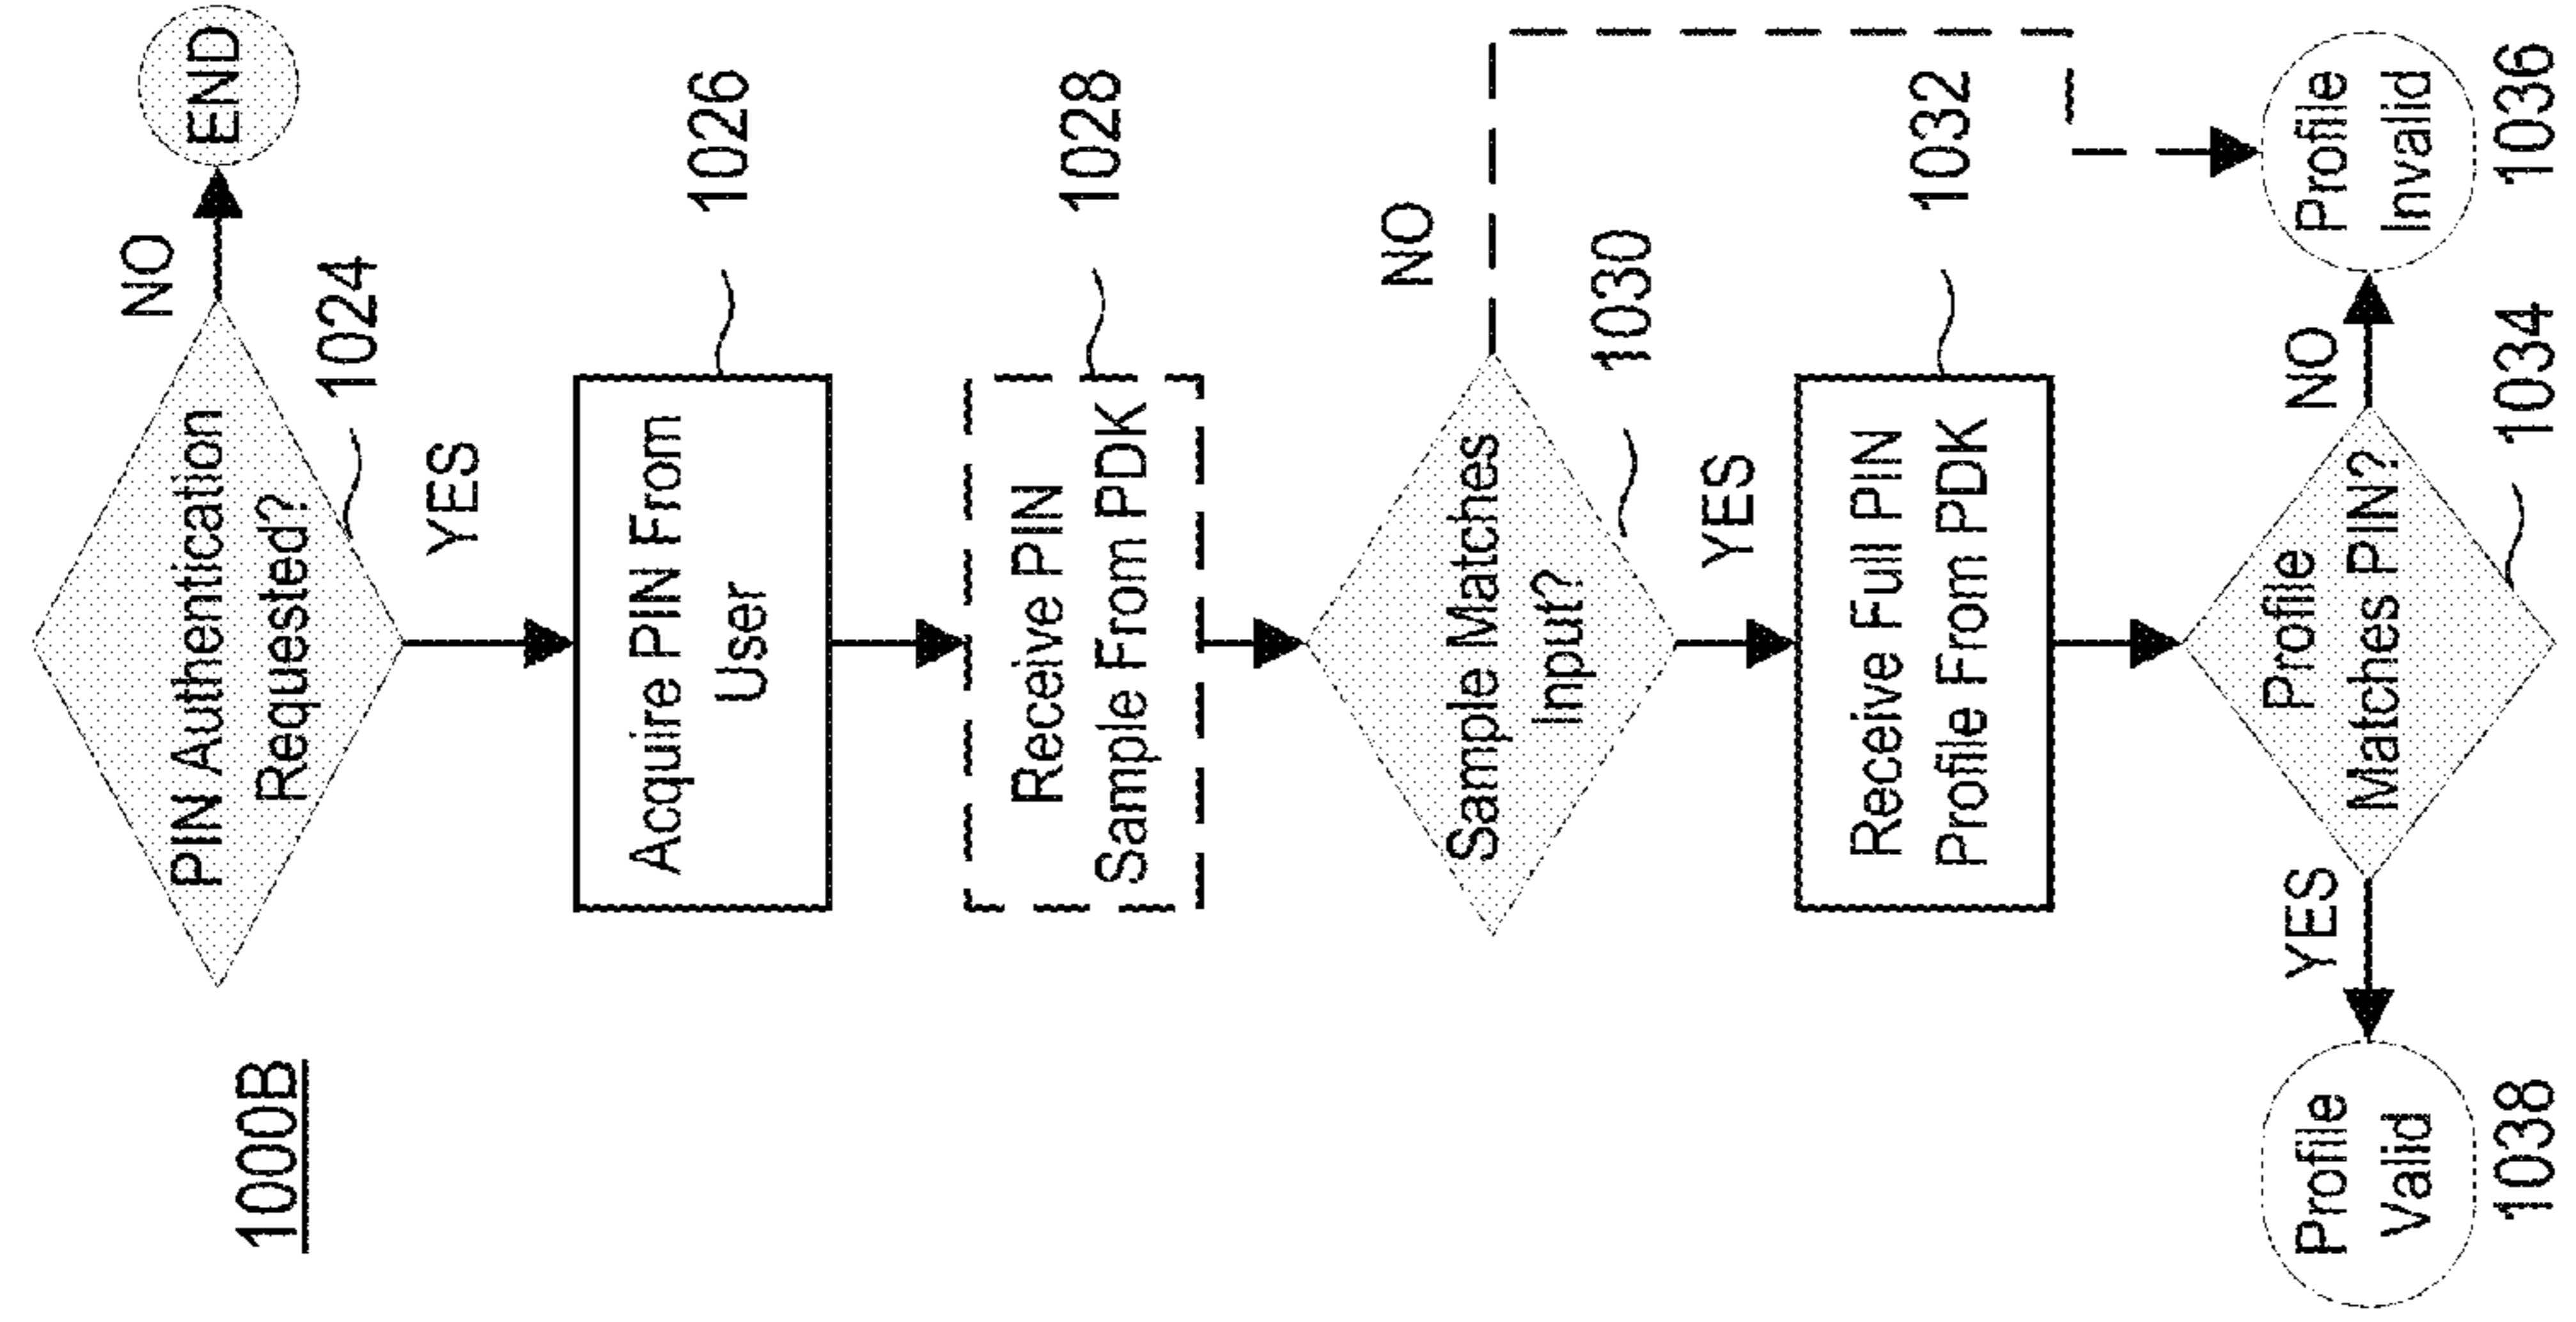 1000B
PIN Authentication
Requested?
NO
END
1024
YES
Acquire PIN From
User
1026
Receive PIN
Sample From PDK
1028
Sample Matches
Input?
NO
1030
YES
Receive Full PIN
Profile From PDK
1032
Profile
Matches PIN?
YES
NO
1034
Profile
Valid
1038
Profile
Invalid
1036